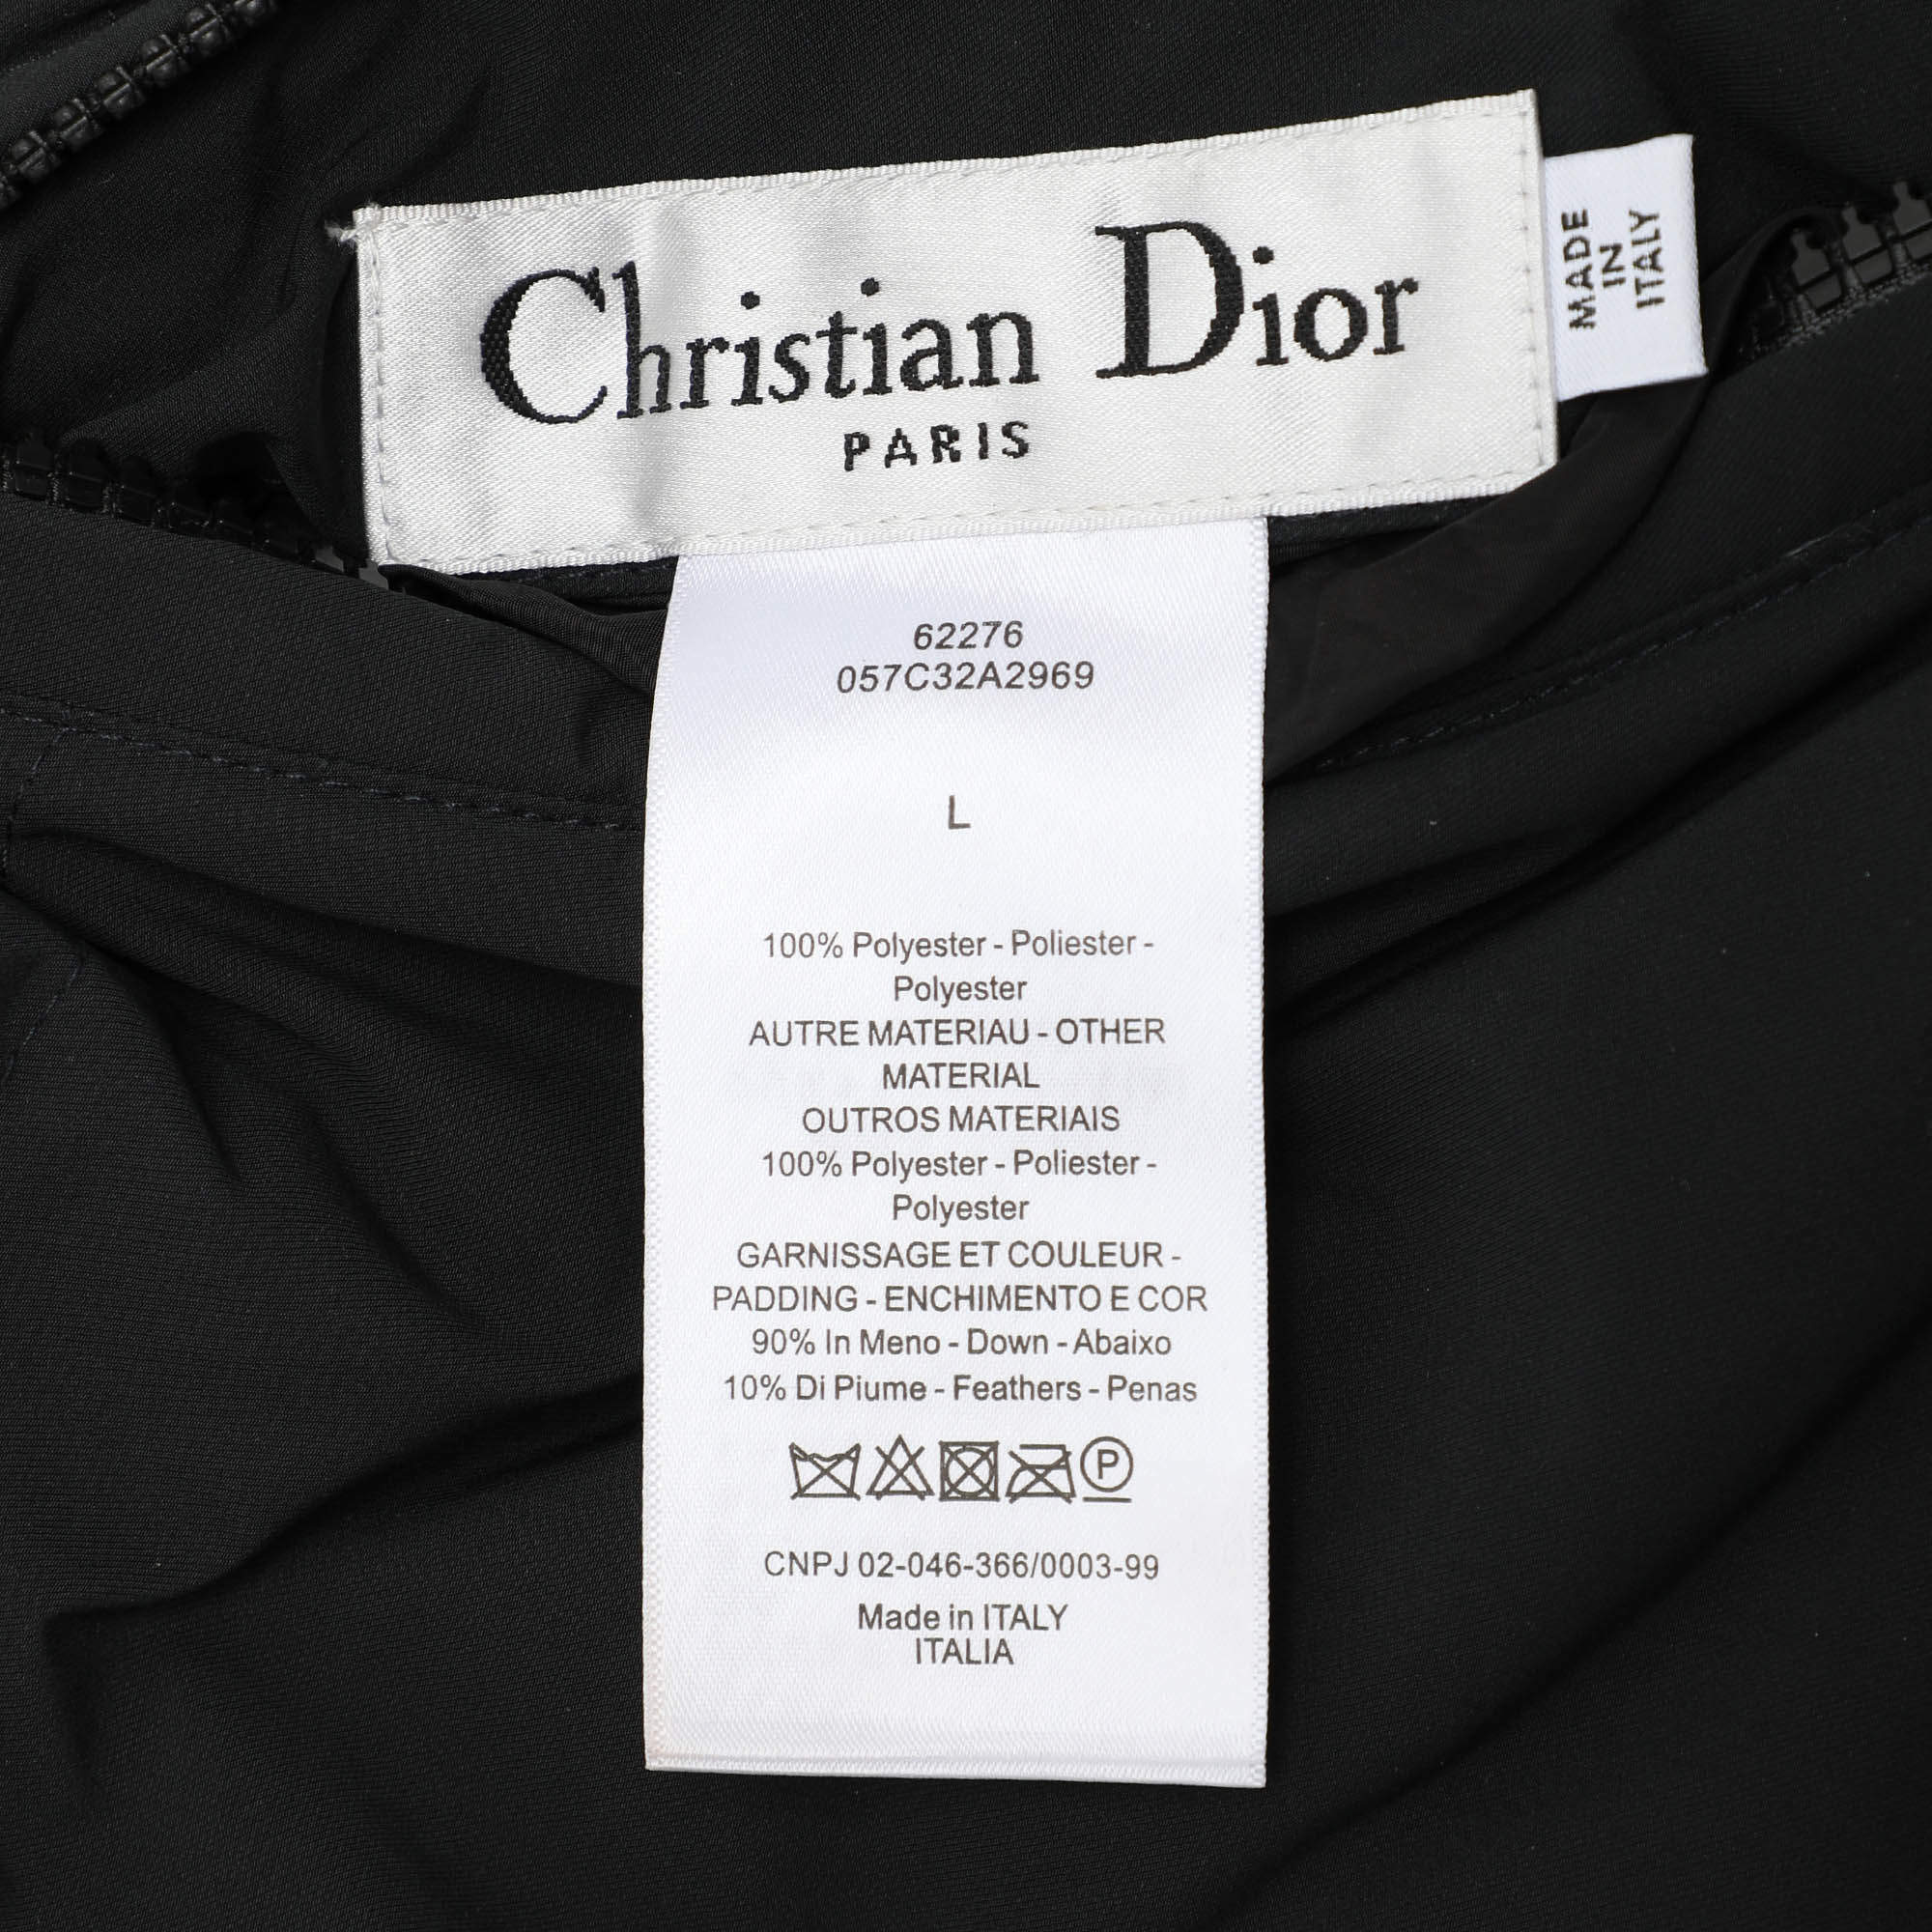 Christian Dior
PARIS
MADE
IN
ITALY
62276
057C32A2969
L
100% Polyester - Poliester -
Polyester
AUTRE MATERIAU - OTHER
MATERIAL
OUTROS MATERIAIS
100% Polyester - Poliester -
Polyester
GARNISSAGE ET COULEUR -
PADDING - ENCHIMENTO E COR
90% In Meno - Down - Abaixo
10% Di Piume - Feathers - Penas
P
CNPJ 02-046-366/0003-99
Made in ITALY
ITALIA